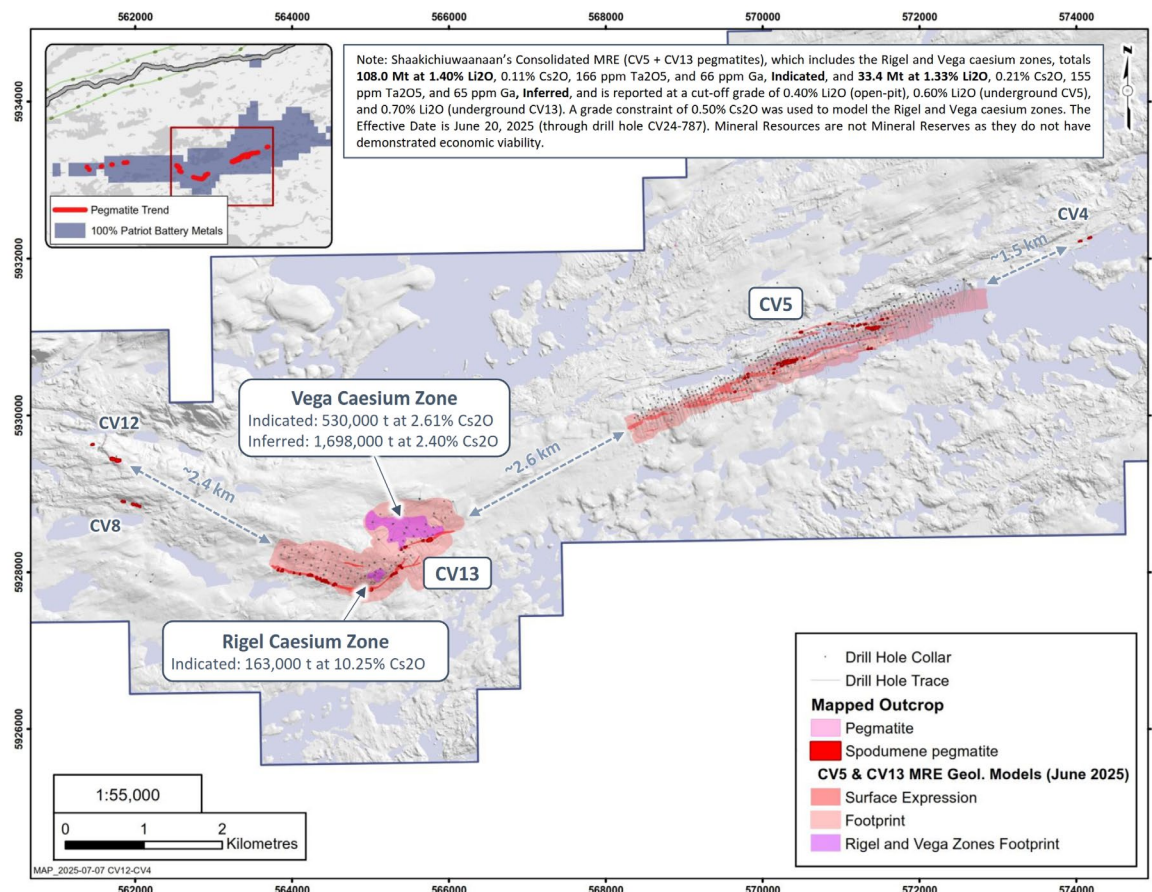 562000 564000 566000 568000 570000 572000 574000
Note: Shaakichiuwaanaan's Consolidated MRE (CV5 + CV13 pegmatites), which includes the Rigel and Vega caesium zones, totals
108.0 Mt at 1.40% Li2O, 0.11% Cs2O, 166 ppm Ta2O5, and 66 ppm Ga, Indicated, and 33.4 Mt at 1.33% Li2O, 0.21% Cs2O, 155
ppm Ta2O5, and 65 ppm Ga, Inferred, and is reported at a cut-off grade of 0.40% Li2O (open-pit), 0.60% Li2O (underground CV5),
and 0.70% Li2O (underground CV13). A grade constraint of 0.50% Cs2O was used to model the Rigel and Vega caesium zones. The
Effective Date is June 20, 2025 (through drill hole CV24-787). Mineral Resources are not Mineral Reserves as they do not have
demonstrated economic viability.
Pegmatite Trend
100% Patriot Battery Metals
5934000
5932000
5930000
5928000
5926000
CV4
~1.5 km
CV5
Vega Caesium Zone
Indicated: 530,000 t at 2.61% Cs2O
Inferred: 1,698,000 t at 2.40% Cs2O
CV12
~2.4 km
~2.6 km
CV8
CV13
Rigel Caesium Zone
Indicated: 163,000 t at 10.25% Cs2O
Drill Hole Collar
Drill Hole Trace
Mapped Outcrop
Pegmatite
Spodumene pegmatite
CV5 & CV13 MRE Geol. Models (June 2025)
Surface Expression
Footprint
Rigel and Vega Zones Footprint
1:55,000
0 1 2
Kilometres
MAP_2025-07-07 CV12-CV4
5934000
5932000
5930000
5928000
5926000
562000 564000 566000 568000 570000 572000 574000